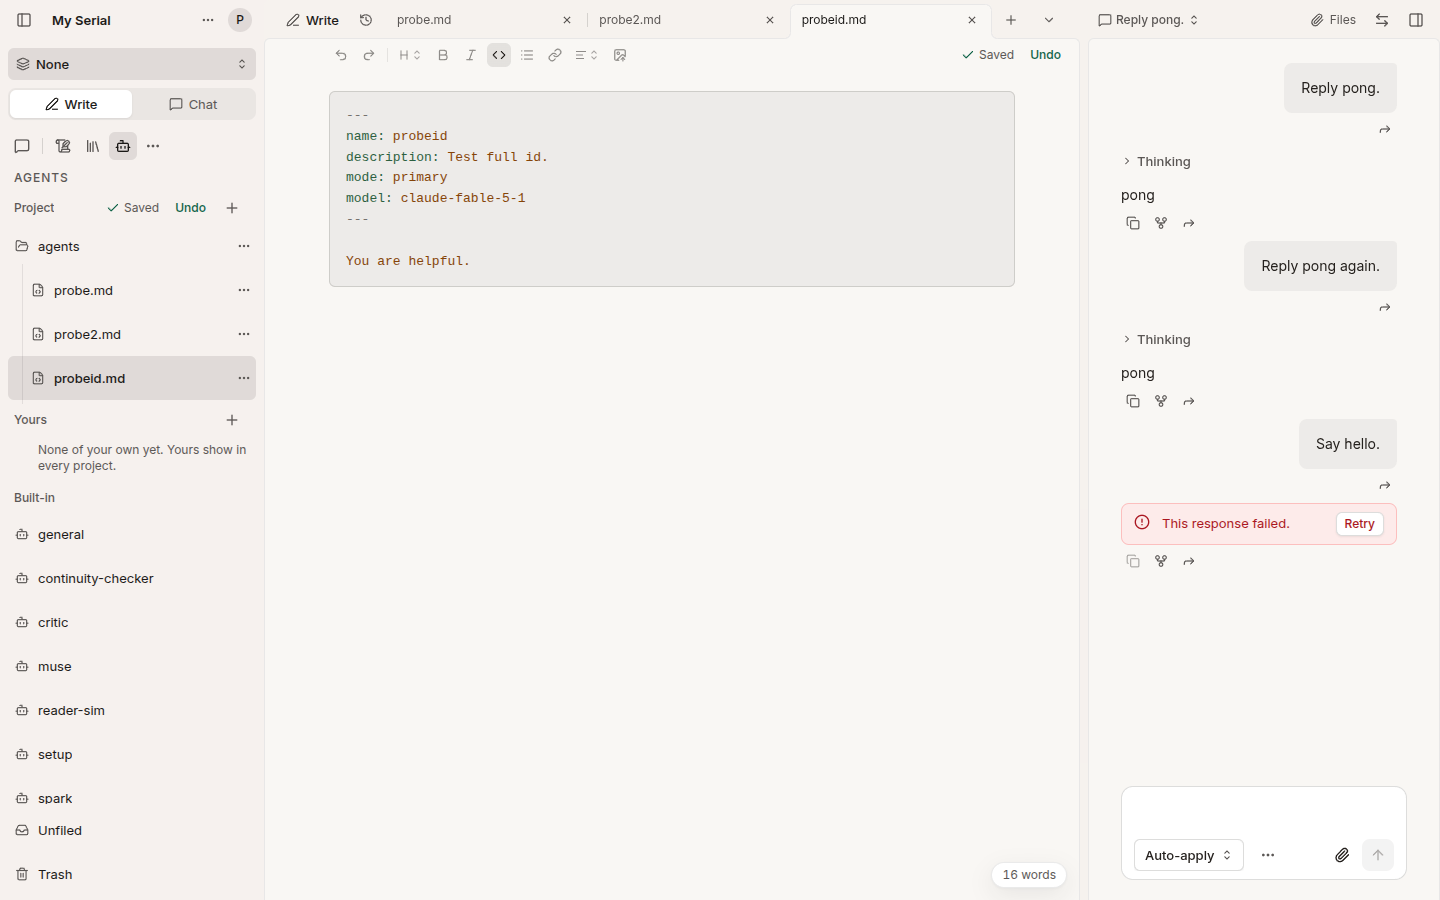 My Serial
P
None
Write
Chat
AGENTS
Project
Saved
Undo
agents
probe.md
probe2.md
probeid.md
Yours
None of your own yet. Yours show in
every project.
Built-in
general
continuity-checker
critic
muse
reader-sim
setup
spark
Unfiled
Trash
Write
probe.md
probe2.md
probeid.md
H
B
I
Saved
Undo
---
name: probeid
description: Test full id.
mode: primary
model: claude-fable-5-1
---
You are helpful.
16 words
Reply pong.
Files
Reply pong.
Thinking
pong
Reply pong again.
Thinking
pong
Say hello.
This response failed.
Retry
Auto-apply